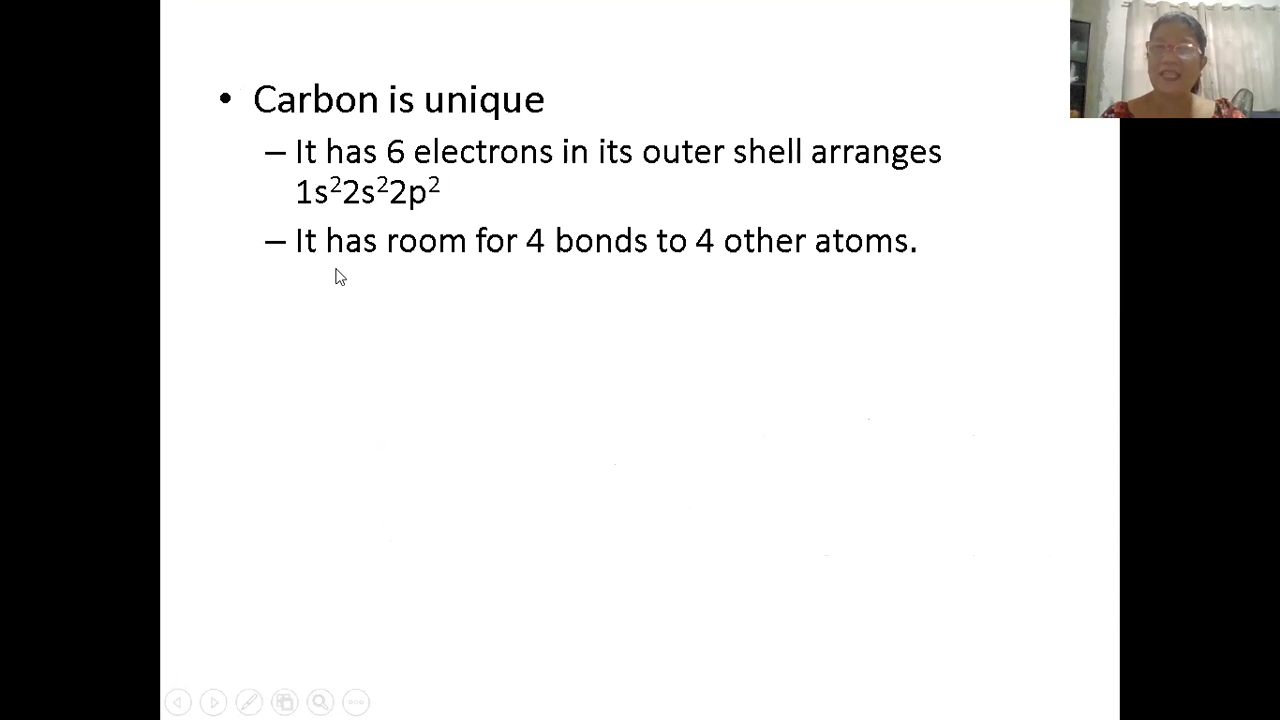 • Carbon is unique
– It has 6 electrons in its outer shell arranges
1s²2s²2p²
– It has room for 4 bonds to 4 other atoms.